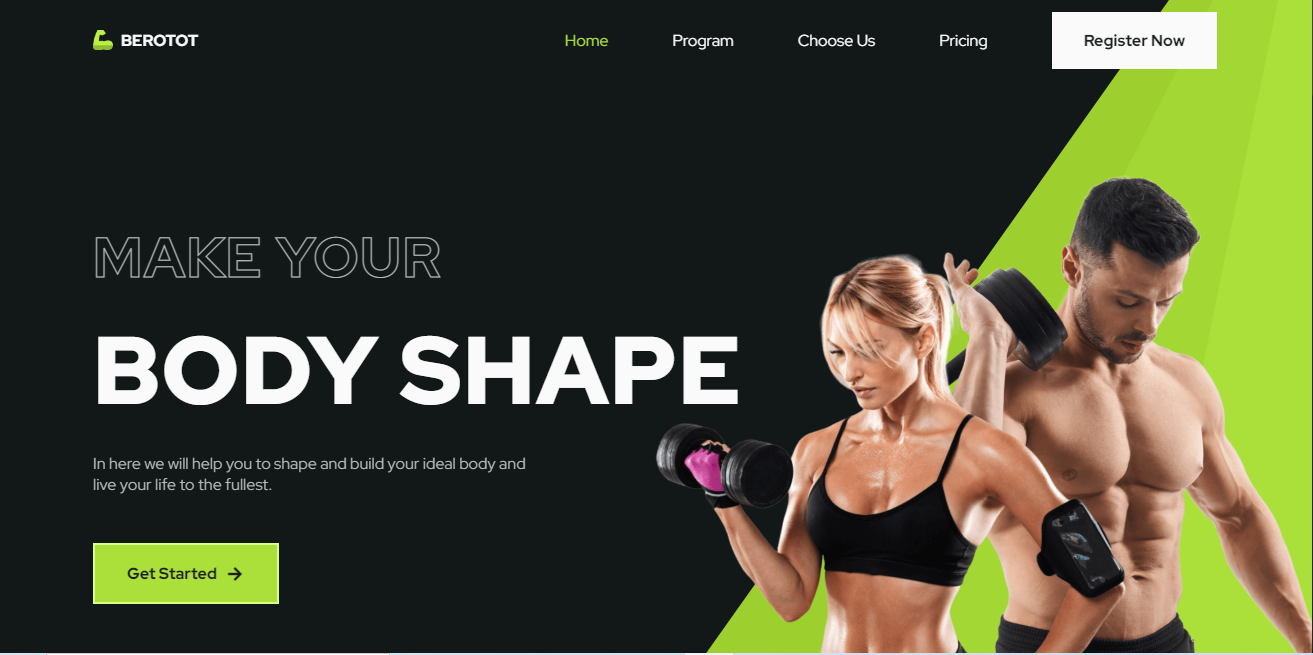 BEROTOT
Home
Program
Choose Us
Pricing
Register Now
MAKE YOUR
BODY SHAPE
In here we will help you to shape and build your ideal body and
live your life to the fullest.
Get Started